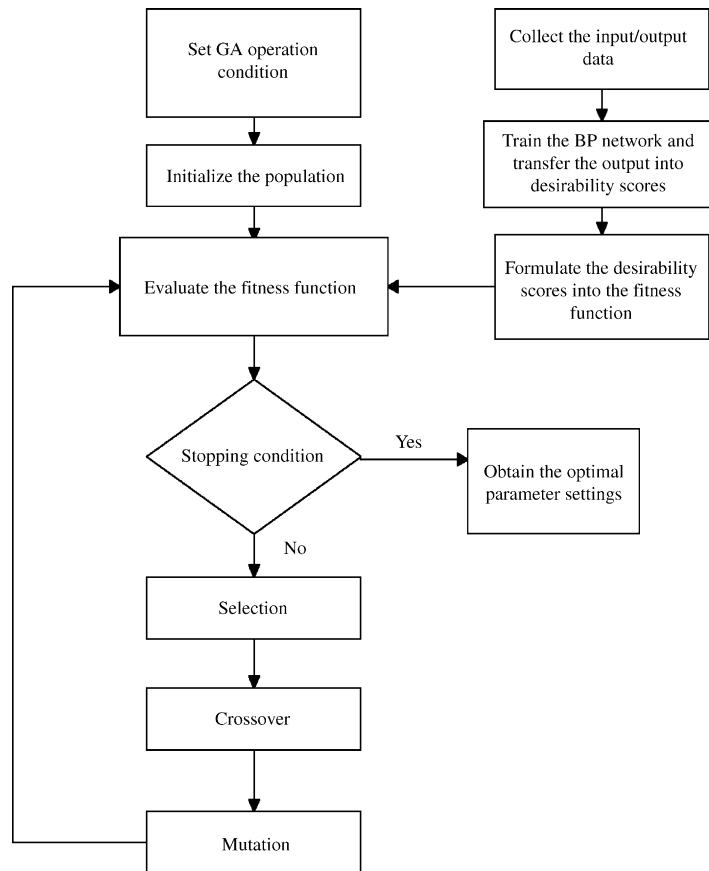 Set GA operation
condition
Collect the input/output
data
Initialize the population
Train the BP network and
transfer the output into
desirability scores
Evaluate the fitness function
Formulate the desirability
scores into the fitness
function
Stopping condition
Yes
Obtain the optimal
parameter settings
No
Selection
Crossover
Mutation